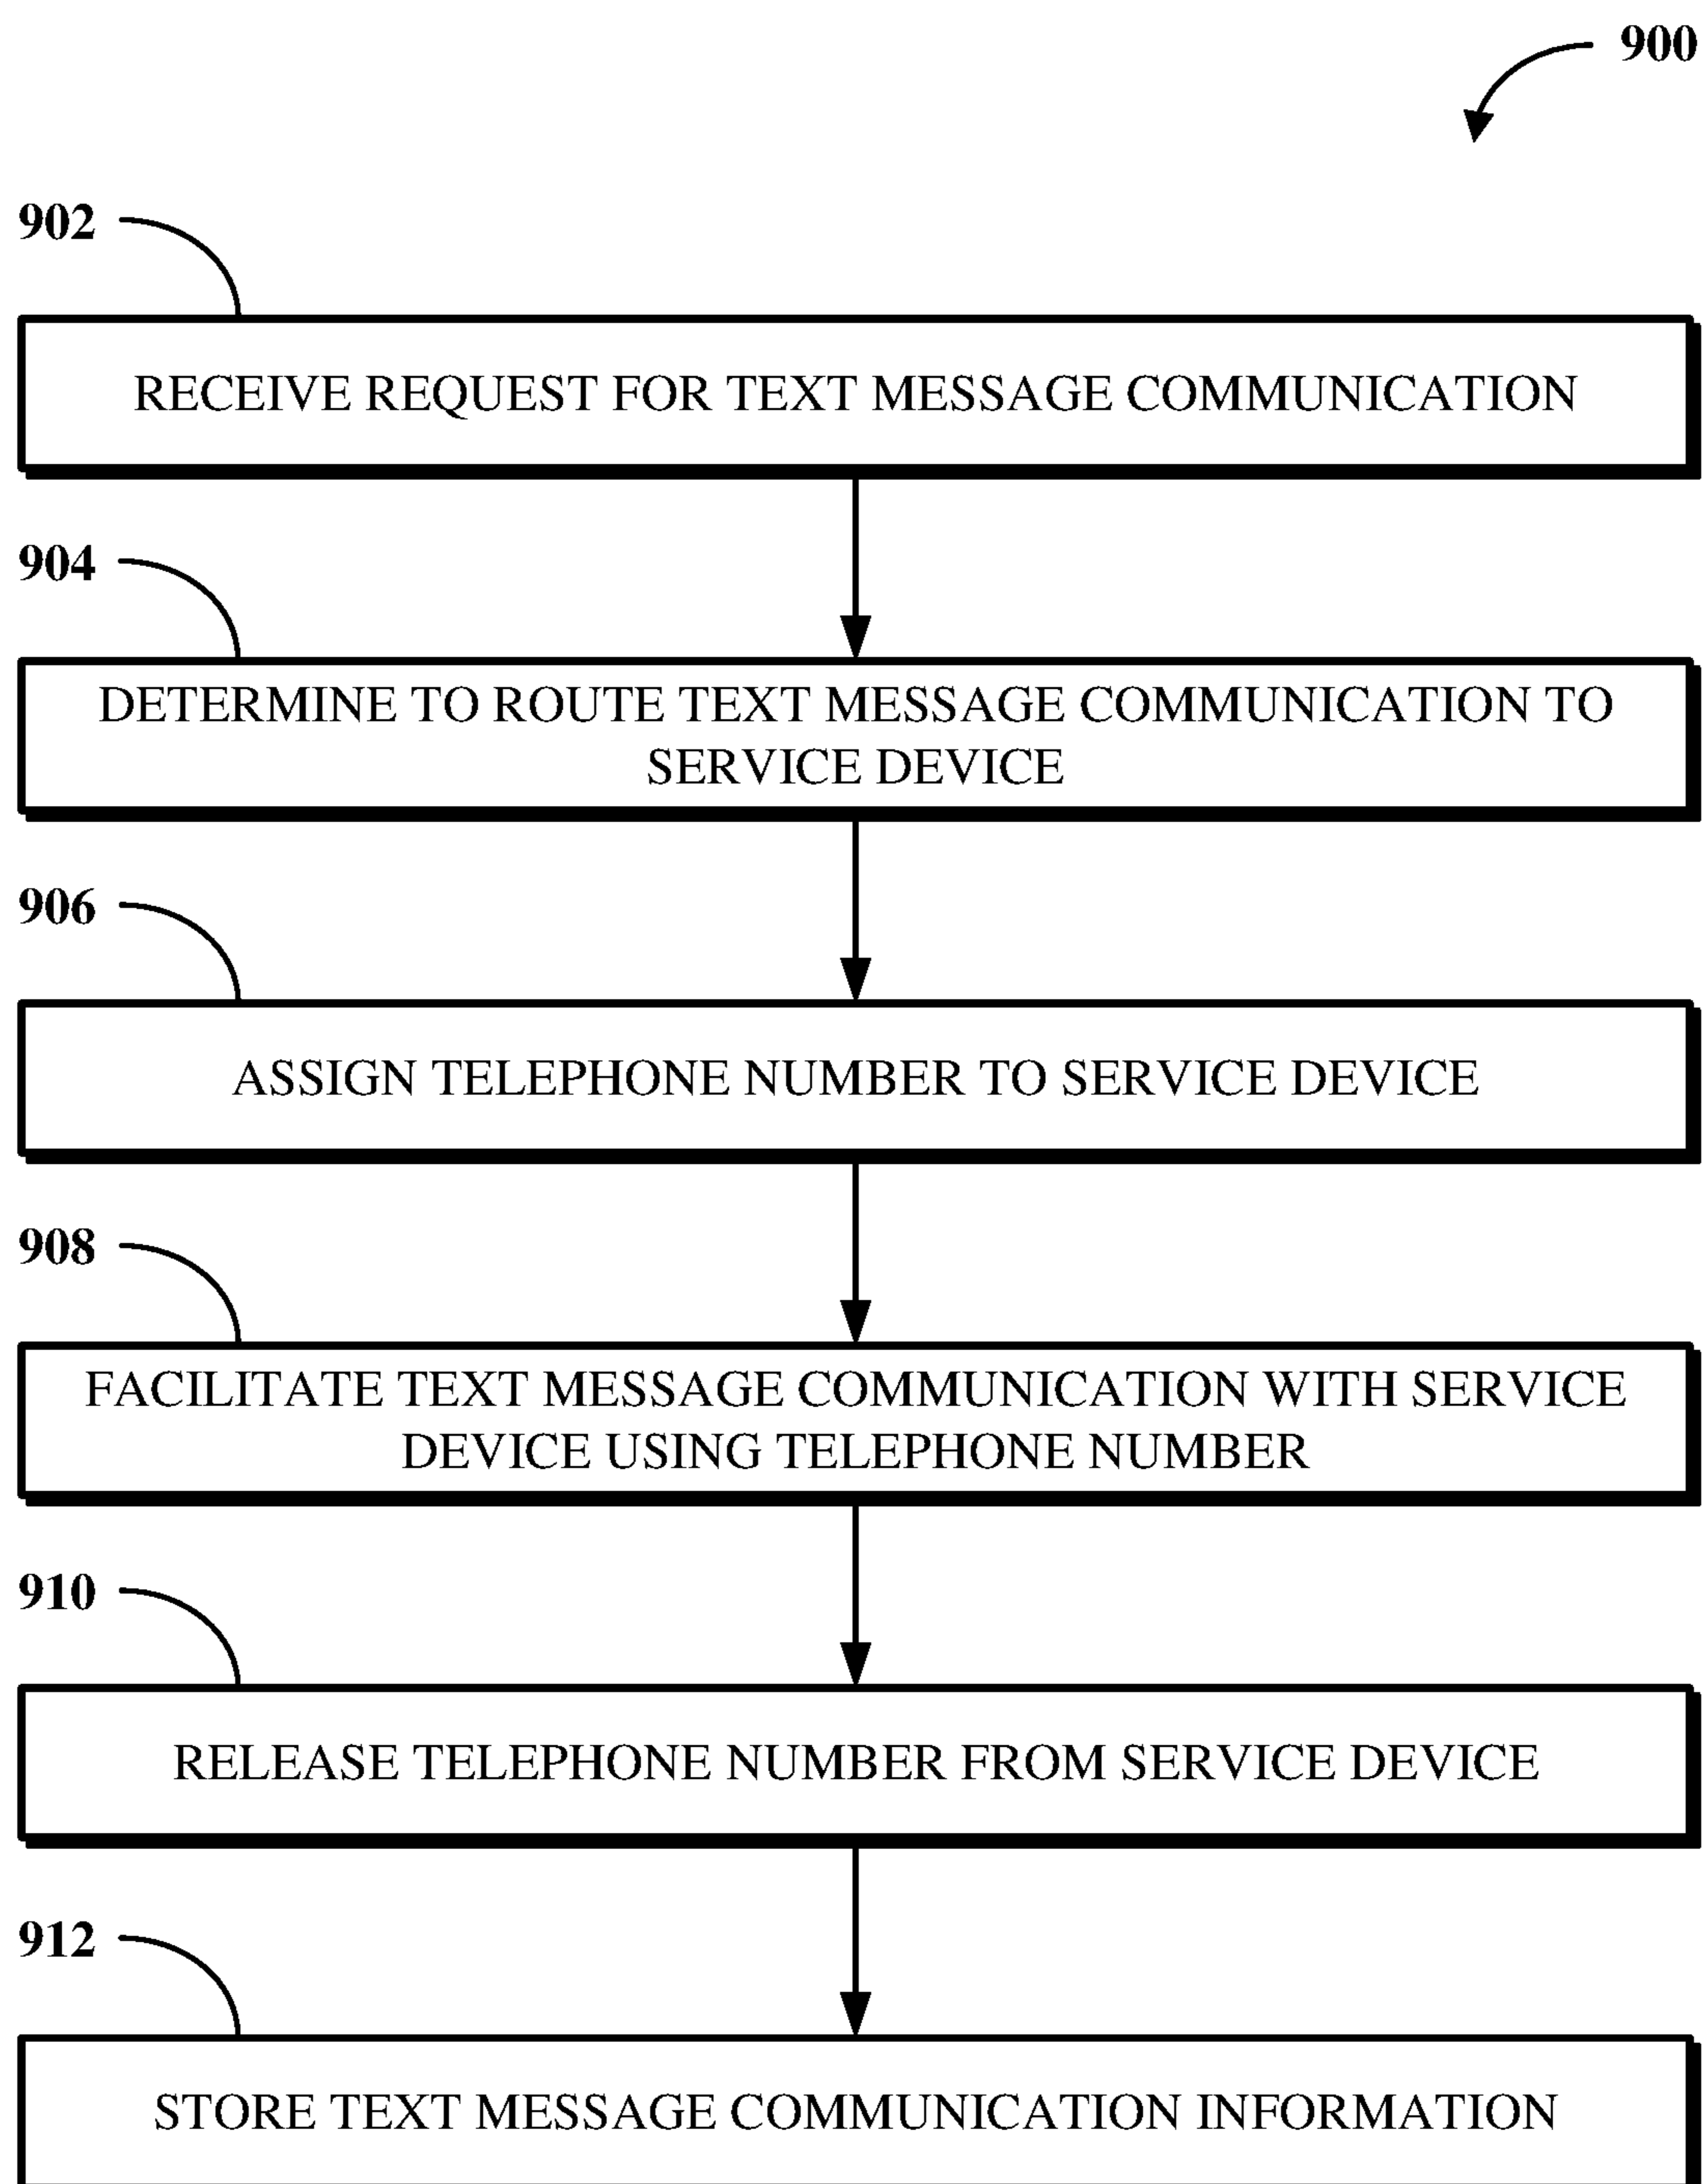 900
902
RECEIVE REQUEST FOR TEXT MESSAGE COMMUNICATION
904
DETERMINE TO ROUTE TEXT MESSAGE COMMUNICATION TO
SERVICE DEVICE
906
ASSIGN TELEPHONE NUMBER TO SERVICE DEVICE
908
FACILITATE TEXT MESSAGE COMMUNICATION WITH SERVICE
DEVICE USING TELEPHONE NUMBER
910
RELEASE TELEPHONE NUMBER FROM SERVICE DEVICE
912
STORE TEXT MESSAGE COMMUNICATION INFORMATION